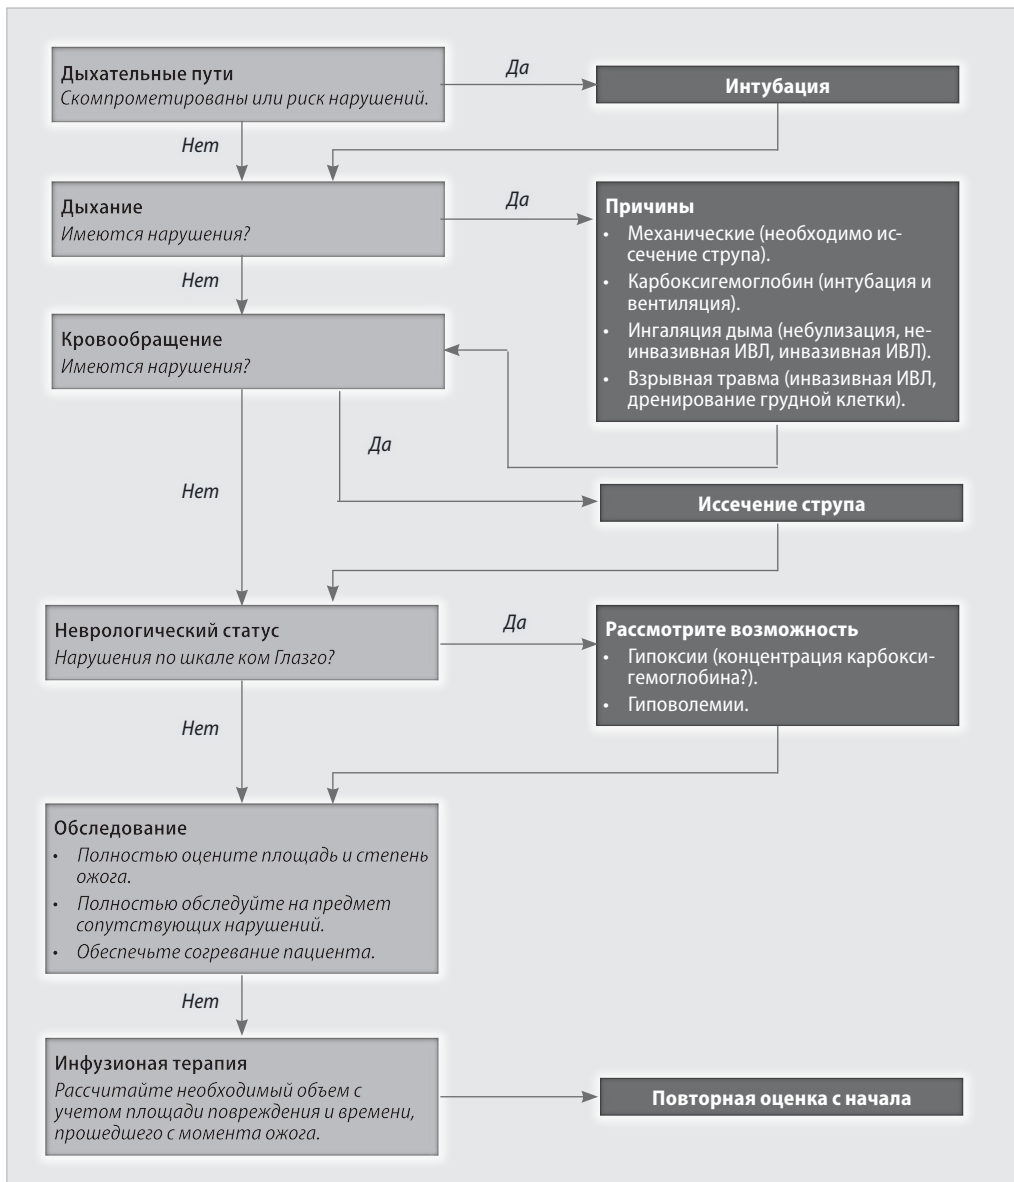 Дыхательные пути
Скомпрометированы или риск нарушений.
Да
Интубация
Нет
Дыхание
Имеются нарушения?
Да
Причины
• Механические (необходимо ис-
сечение струпа).
• Карбоксигемоглобин (интубация и
вентиляция).
• Ингаляция дыма (небулизация, не-
инвазивная ИВЛ, инвазивная ИВЛ).
• Взрывная травма (инвазивная ИВЛ,
дренирование грудной клетки).
Нет
Кровообращение
Имеются нарушения?
Да
Нет
Иссечение струпа
Неврологический статус
Нарушения по шкале ком Глазго?
Да
Рассмотрите возможность
• Гипоксии (концентрация карбокси-
гемоглобина?).
• Гиповолемии.
Нет
Обследование
• Полностью оцените площадь и степень
ожога.
• Полностью обследуйте на предмет
сопутствующих нарушений.
• Обеспечьте согревание пациента.
Нет
Инфузионая терапия
Рассчитайте необходимый объем с
учетом площади повреждения и времени,
прошедшего с момента ожога.
Повторная оценка с начала